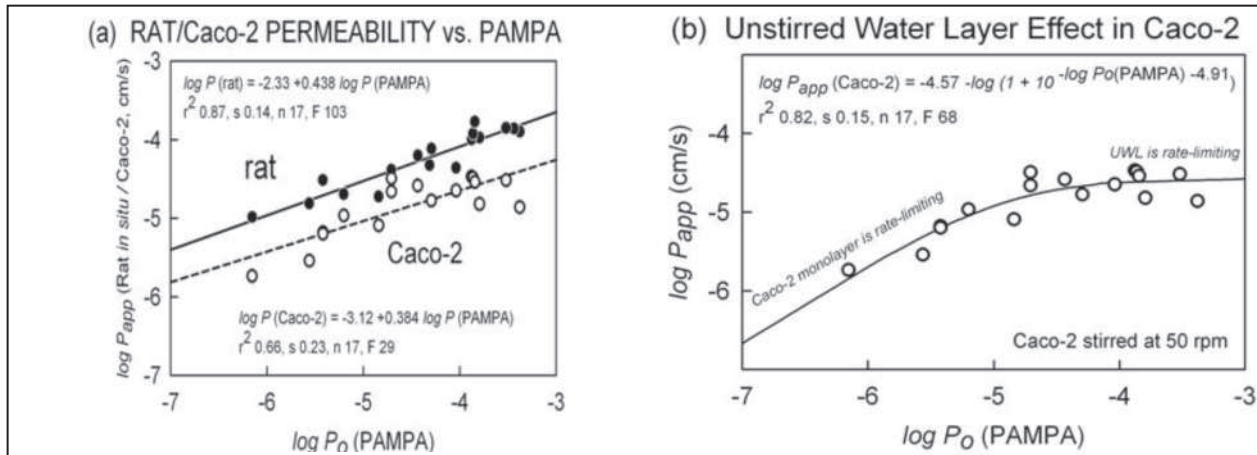 (a) RAT/Caco-2 PERMEABILITY vs. PAMPA
log P (rat) = -2.33 +0.438 log P (PAMPA)
r2 0.87, s 0.14, n 17, F 103
rat
Caco-2
log P (Caco-2) = -3.12 +0.384 log P (PAMPA)
r2 0.66, s 0.23, n 17, F 29
log Papp (Rat in situ / Caco-2, cm/s)
-3
-4
-5
-6
-7
-7 -6 -5 -4 -3
log Po (PAMPA)
(b) Unstirred Water Layer Effect in Caco-2
log Papp (Caco-2) = -4.57 -log (1 + 10 -log Po(PAMPA) -4.91)
r2 0.82, s 0.15, n 17, F 68
UWL is rate-limiting
Caco-2 monolayer is rate-limiting
Caco-2 stirred at 50 rpm
log Papp (cm/s)
-4
-5
-6
-7 -6 -5 -4 -3
log Po (PAMPA)